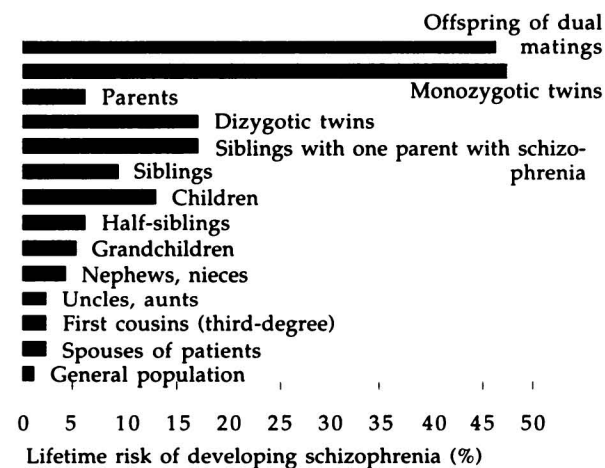 Offspring of dual
matings
Monozygotic twins
Parents
Dizygotic twins
Siblings with one parent with schizo-
phrenia
Siblings
Children
Half-siblings
Grandchildren
Nephews, nieces
Uncles, aunts
First cousins (third-degree)
Spouses of patients
General population
0 5 10 15 20 25 30 35 40 45 50
Lifetime risk of developing schizophrenia (%)